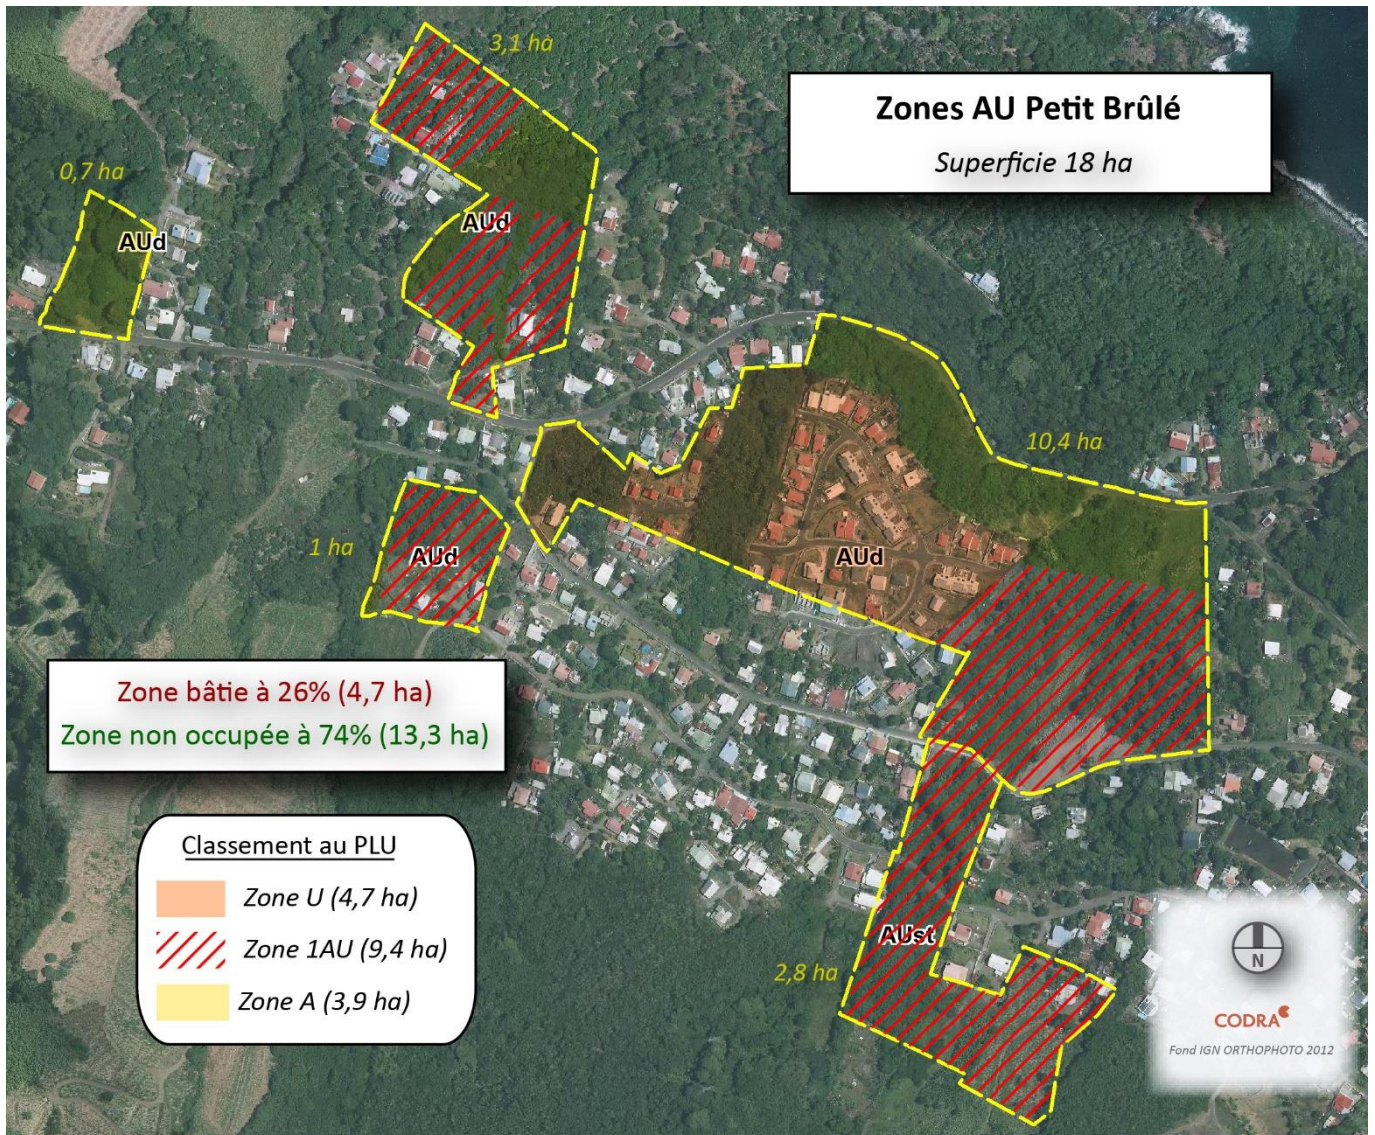 3,1 ha
Zones AU Petit Brûlé
Superficie 18 ha
0,7 ha
AUd
AUd
10,4 ha
1 ha
AUd
AUd
Zone bâtie à 26% (4,7 ha)
Zone non occupée à 74% (13,3 ha)
Classement au PLU
Zone U (4,7 ha)
Zone 1AU (9,4 ha)
Zone A (3,9 ha)
AUst
2,8 ha
N
CODRA
Fond IGN ORTHOPHOTO 2012